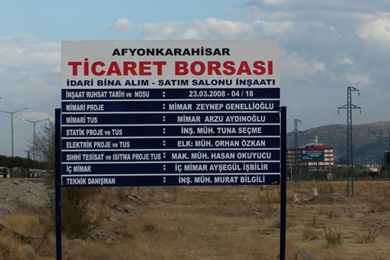 AFYONKARAHİSAR
TİCARET BORSASI
İDARİ BİNA ALIM - SATIM SALONU İNŞAATI
İNŞAAT RUHSAT TARİH ve NOSU : 23.03.2008 - 04 / 18
MİMARİ PROJE : MİMAR ZEYNEP GENELLİOĞLU
MİMARİ TUS : MİMAR ARZU AYDINOĞLU
STATİK PROJE ve TUS : İNŞ. MÜH. TUNA SEÇME
ELEKTRİK PROJE ve TUS : ELK. MÜH. ORHAN ÖZKAN
SIHHİ TESİSAT ve ISITMA PROJE TUS : MAK. MÜH. HASAN OKUYUCU
İÇ MİMAR : İÇ MİMAR AYŞEGÜL İŞBİLİR
TEKNİK DANIŞMAN : İNŞ. MÜH. MURAT BİLGİLİ